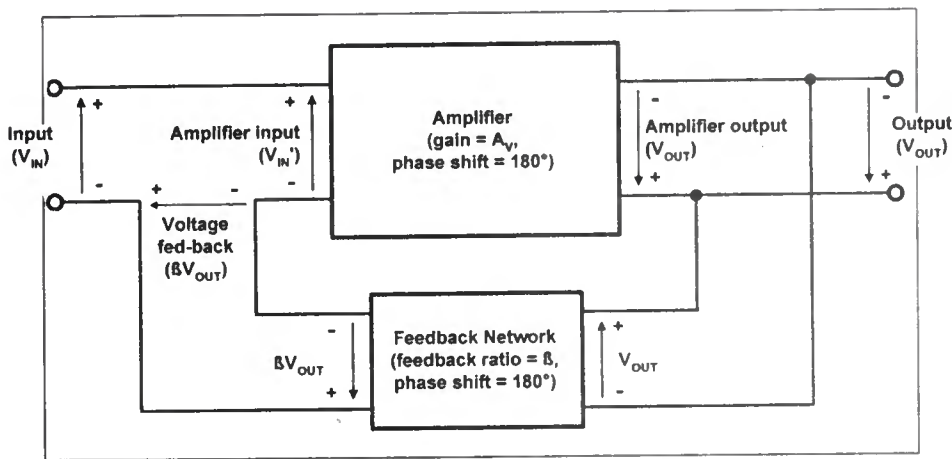 +
+
Amplifier
-
-
Input
(V_IN)
Amplifier input
(V_IN')
(gain = A_V,
phase shift = 180°)
Amplifier output
(V_OUT)
Output
(V_OUT)
-
+
-
-
+
+
Voltage
fed-back
(ßV_OUT)
-
ßV_OUT
+
Feedback Network
(feedback ratio = ß,
phase shift = 180°)
+
V_OUT
-